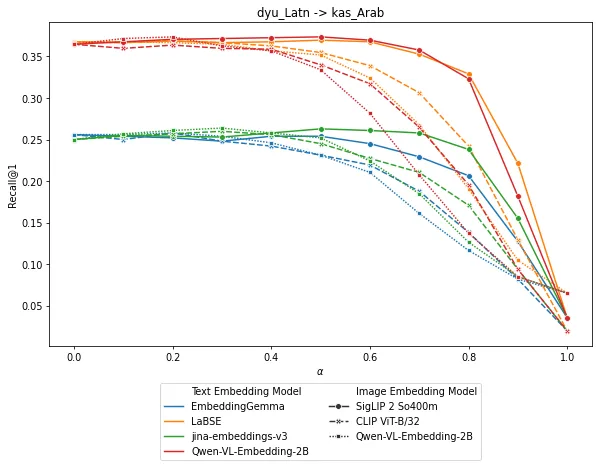 dyu_Latn -> kas_Arab
Recall@1
0.35
0.30
0.25
0.20
0.15
0.10
0.05
0.0 0.2 0.4 0.6 0.8 1.0
α
Text Embedding Model Image Embedding Model
EmbeddingGemma SigLIP 2 So400m
LaBSE CLIP ViT-B/32
jina-embeddings-v3 Qwen-VL-Embedding-2B
Qwen-VL-Embedding-2B